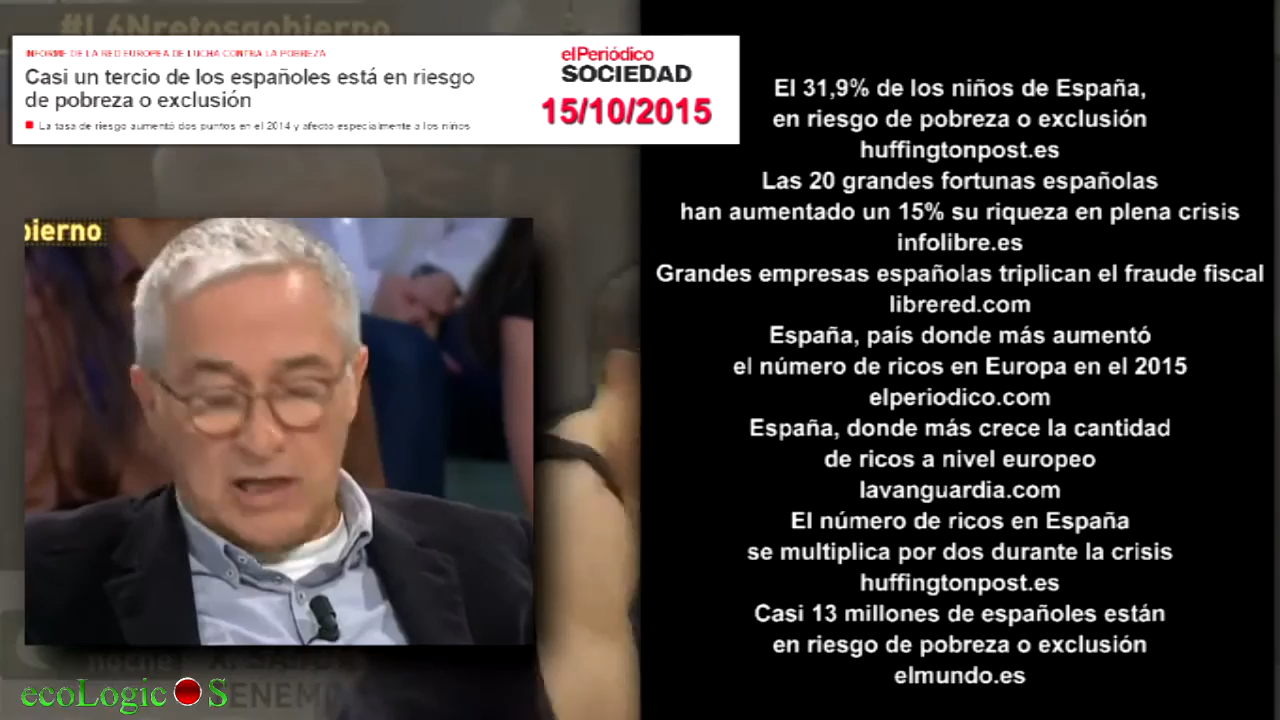 #L6Nretosgobierno
INFORME DE LA RED EUROPEA DE LUCHA CONTRA LA POBREZA
Casi un tercio de los españoles está en riesgo
de pobreza o exclusión
La tasa de riesgo aumentó dos puntos en el 2014 y afecto especialmente a los niños
elPeriódico
SOCIEDAD
15/10/2015
bierno
noche
ecoLogicOS
El 31,9% de los niños de España,
en riesgo de pobreza o exclusión
huffingtonpost.es
Las 20 grandes fortunas españolas
han aumentado un 15% su riqueza en plena crisis
infolibre.es
Grandes empresas españolas triplican el fraude fiscal
librered.com
España, país donde más aumentó
el número de ricos en Europa en el 2015
elperiodico.com
España, donde más crece la cantidad
de ricos a nivel europeo
lavanguardia.com
El número de ricos en España
se multiplica por dos durante la crisis
huffingtonpost.es
Casi 13 millones de españoles están
en riesgo de pobreza o exclusión
elmundo.es